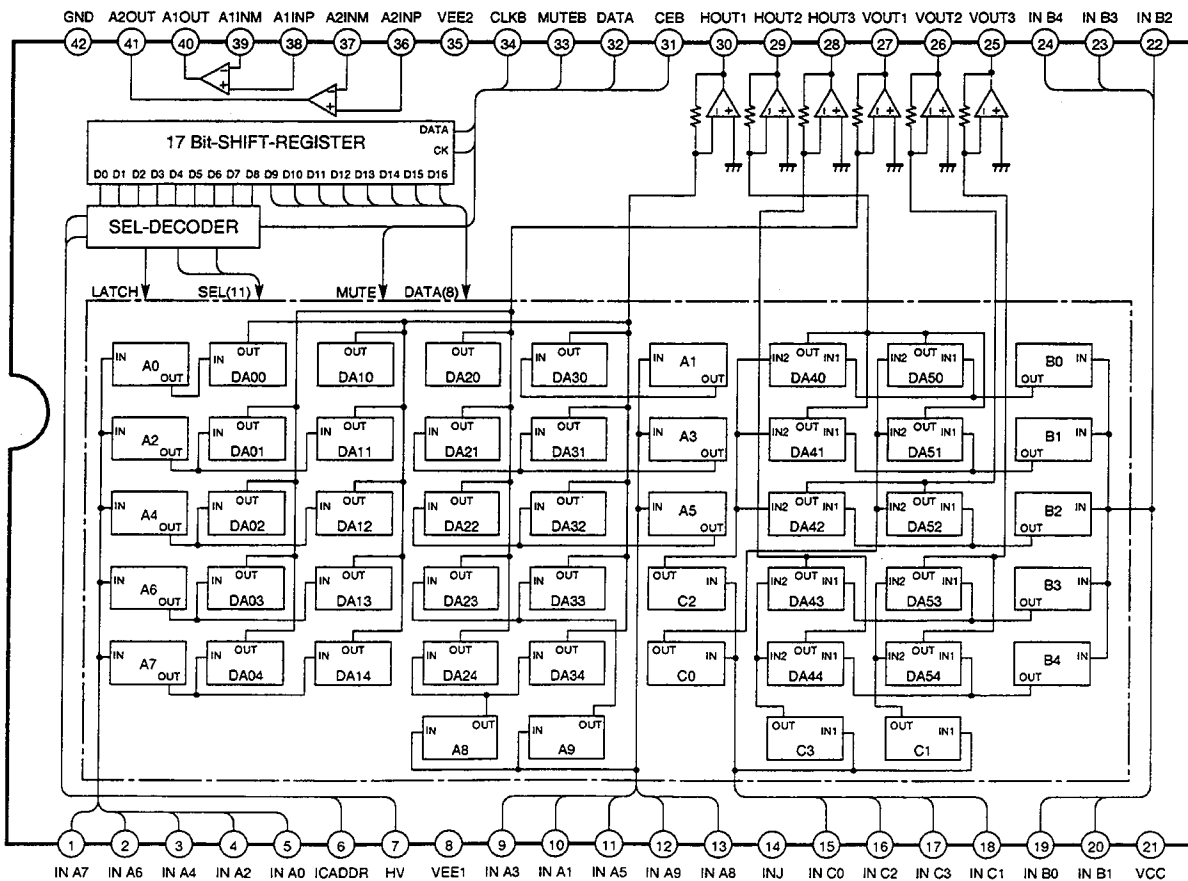 GND A2OUT A1OUT A1INM A1INP A2INM A2INP VEE2 CLKB MUTEB DATA CEB HOUT1 HOUT2 HOUT3 VOUT1 VOUT2 VOUT3 IN B4 IN B3 IN B2
42 41 40 39 38 37 36 35 34 33 32 31 30 29 28 27 26 25 24 23 22
17 Bit-SHIFT-REGISTER
DATA
CK
D0 D1 D2 D3 D4 D5 D6 D7 D8 D9 D10 D11 D12 D13 D14 D15 D16
SEL-DECODER
LATCH SEL(11) MUTE DATA(8)
IN A0 OUT
IN OUT DA00
OUT DA10
OUT DA20
IN OUT DA30
IN A1 OUT
IN2 OUT IN1 DA40
IN2 OUT IN1 DA50
B0 IN OUT
IN A2 OUT
IN OUT DA01
IN OUT DA11
IN OUT DA21
IN OUT DA31
IN A3 OUT
IN2 OUT IN1 DA41
IN2 OUT IN1 DA51
B1 IN OUT
IN A4 OUT
IN OUT DA02
IN OUT DA12
IN OUT DA22
IN OUT DA32
IN A5 OUT
IN2 OUT IN1 DA42
IN2 OUT IN1 DA52
B2 IN OUT
IN A6 OUT
IN OUT DA03
IN OUT DA13
IN OUT DA23
IN OUT DA33
OUT IN C2
IN2 OUT IN1 DA43
IN2 OUT IN1 DA53
B3 IN OUT
IN A7 OUT
IN OUT DA04
IN OUT DA14
IN OUT DA24
IN OUT DA34
OUT IN C0
IN2 OUT IN1 DA44
IN2 OUT IN1 DA54
B4 IN OUT
IN OUT A8
IN OUT A9
OUT IN1 C3
OUT IN1 C1
1 2 3 4 5 6 7 8 9 10 11 12 13 14 15 16 17 18 19 20 21
IN A7 IN A6 IN A4 IN A2 IN A0 ICADDR HV VEE1 IN A3 IN A1 IN A5 IN A9 IN A8 INJ IN C0 IN C2 IN C3 IN C1 IN B0 IN B1 VCC